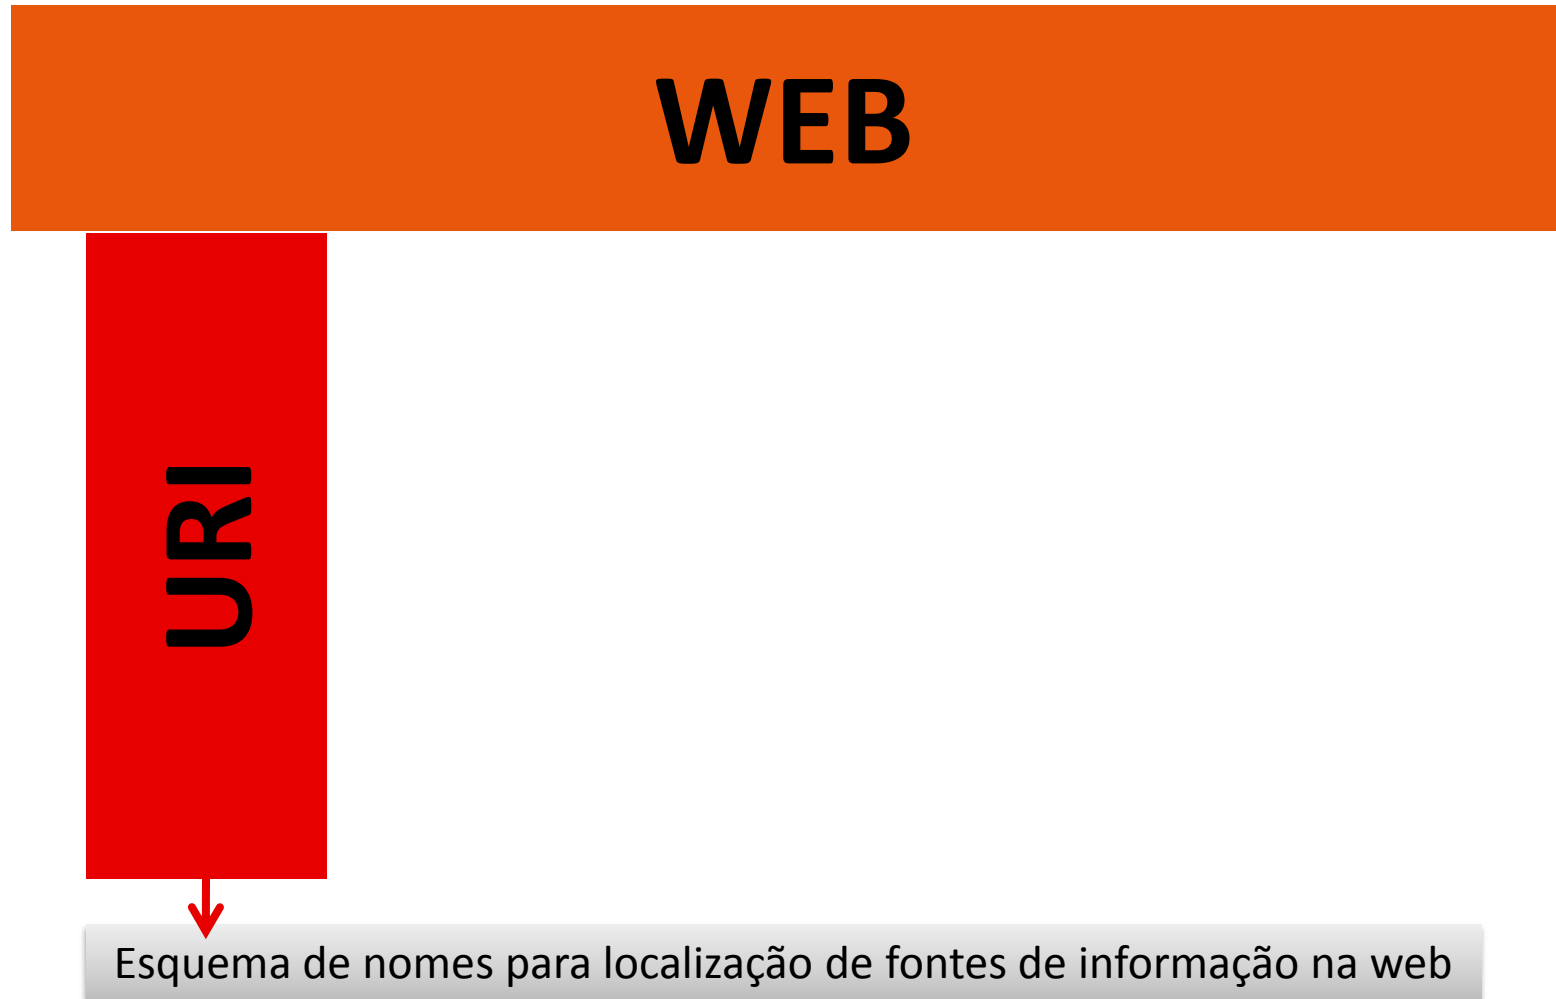 WEB
URI
Esquema de nomes para localização de fontes de informação na web